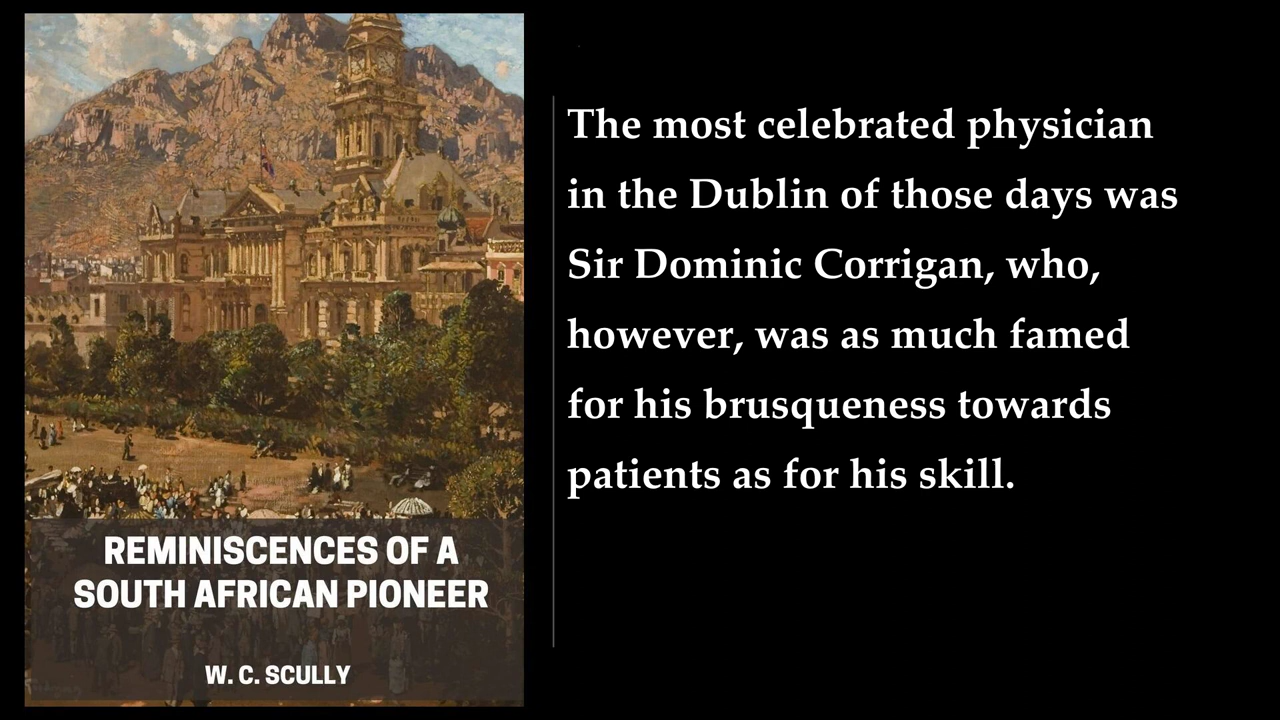 REMINISCENCES OF A
SOUTH AFRICAN PIONEER
W. C. SCULLY
The most celebrated physician
in the Dublin of those days was
Sir Dominic Corrigan, who,
however, was as much famed
for his brusqueness towards
patients as for his skill.